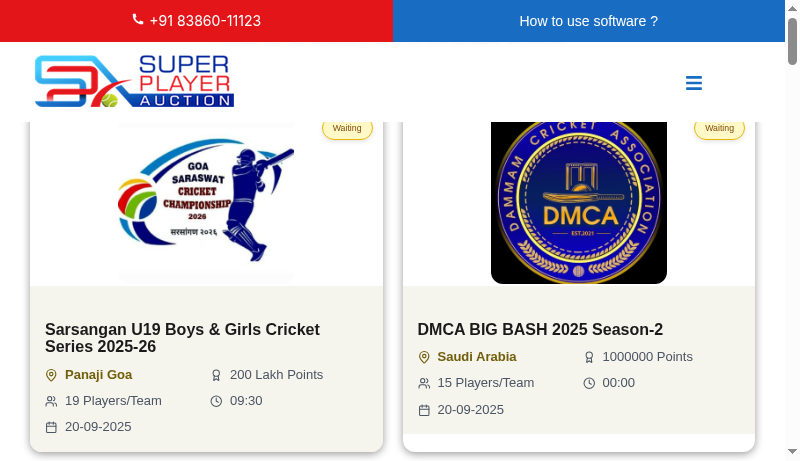 +91 83860-11123
How to use software ?
SUPER
PLAYER
AUCTION
Waiting
GOA
SARASWAT
CRICKET
CHAMPIONSHIP
2026
सरसांगण २०२६
Sarsangan U19 Boys & Girls Cricket
Series 2025-26
Panaji Goa
200 Lakh Points
19 Players/Team
09:30
20-09-2025
Waiting
DAMMAM CRICKET ASSOCIATION
DMCA
EST.2021
DMCA BIG BASH 2025 Season-2
Saudi Arabia
1000000 Points
15 Players/Team
00:00
20-09-2025